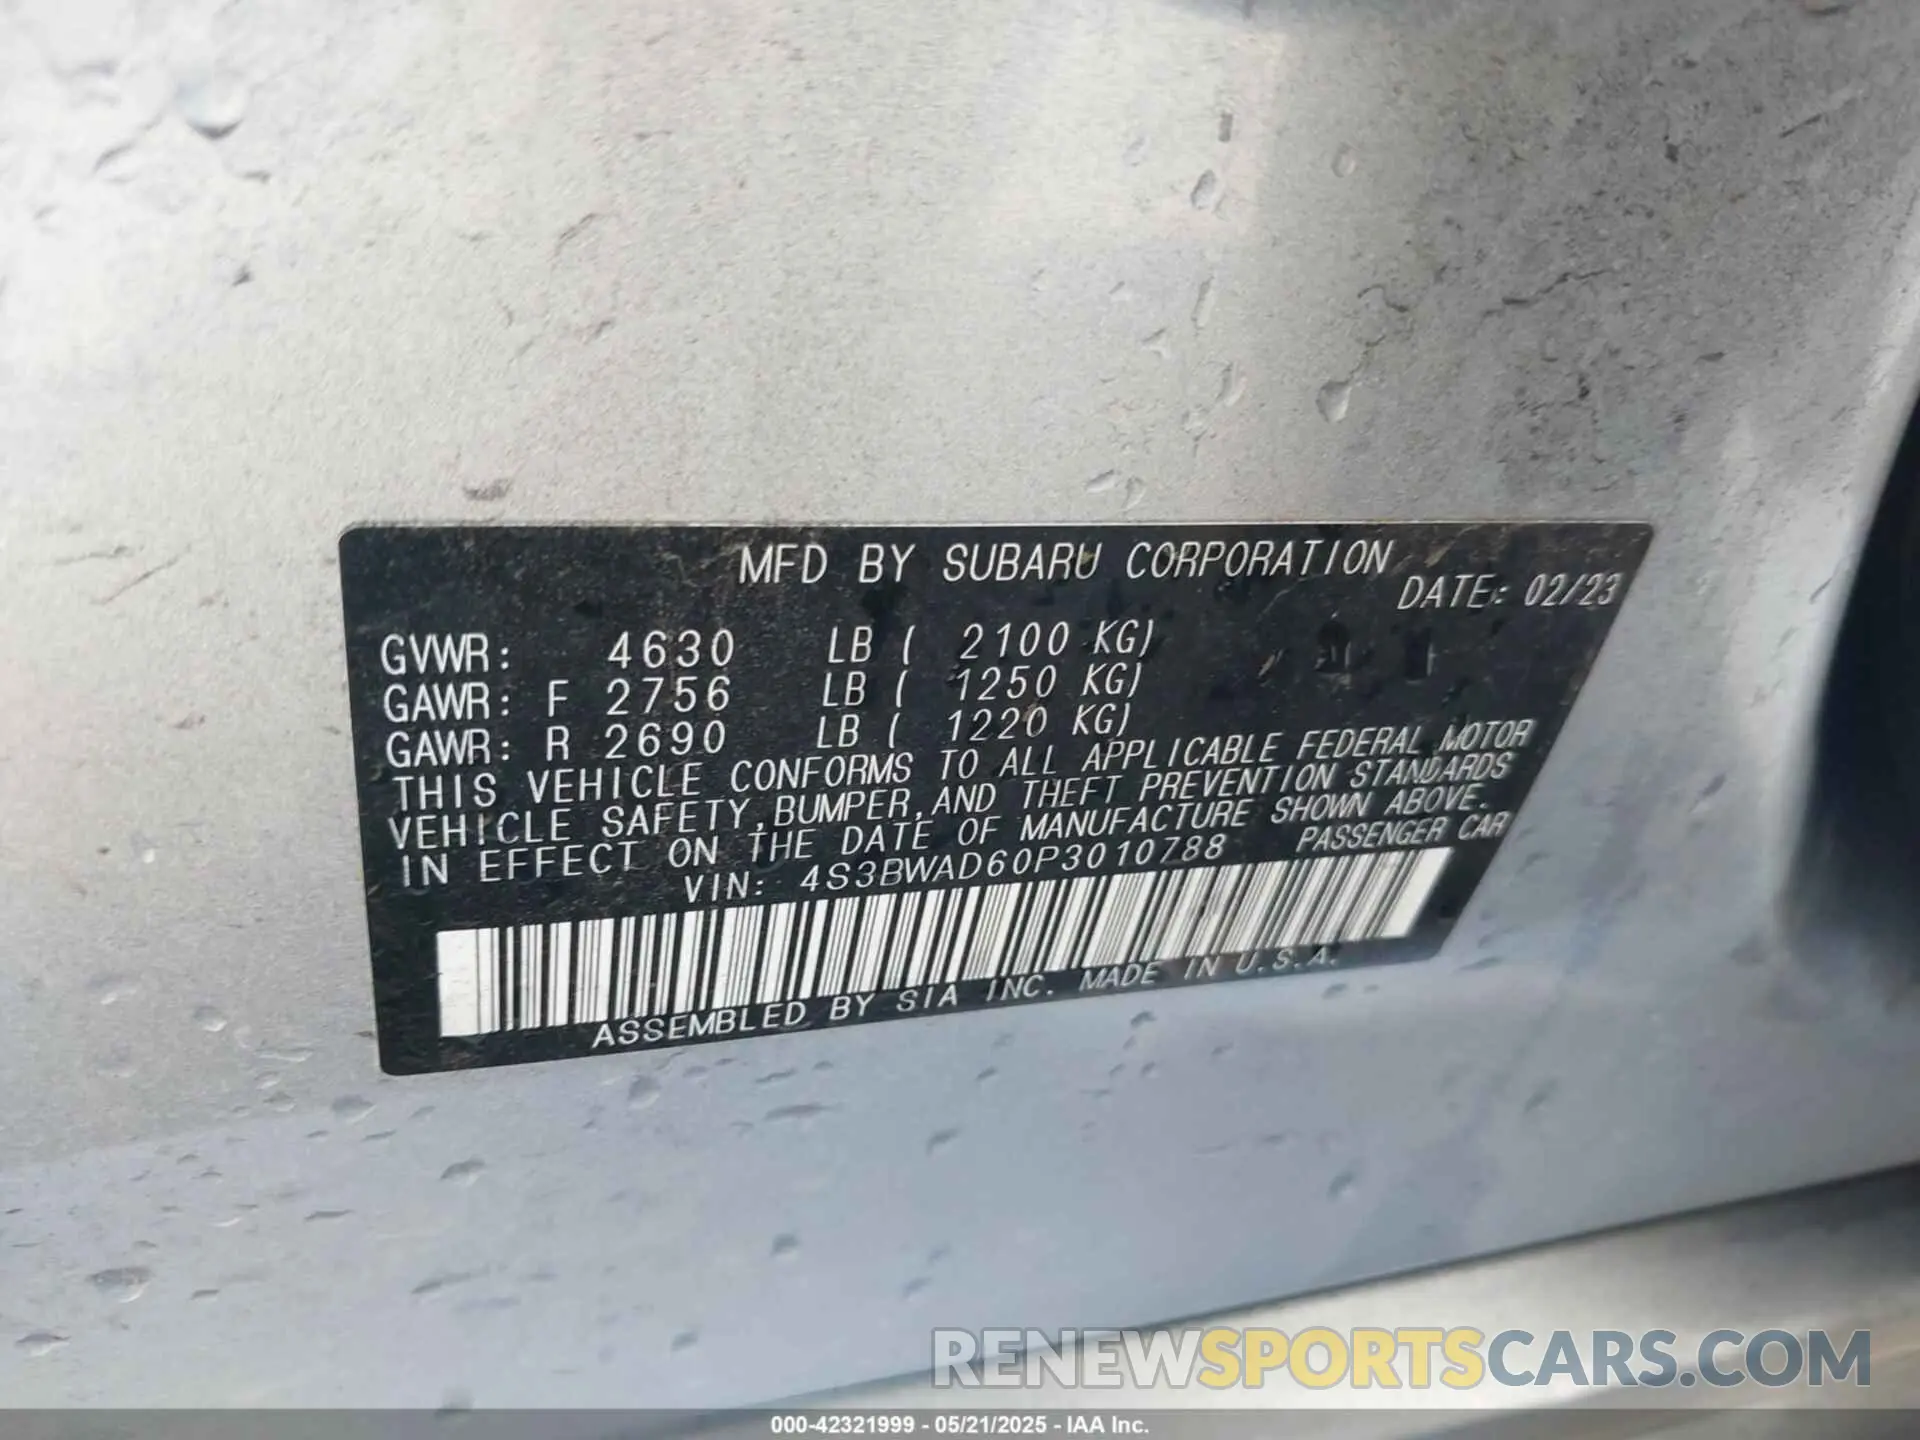 MFD BY SUBARU CORPORATION
DATE: 02/23
GVWR: 4630 LB ( 2100 KG)
GAWR: F 2756 LB ( 1250 KG)
GAWR: R 2690 LB ( 1220 KG)
THIS VEHICLE CONFORMS TO ALL APPLICABLE FEDERAL MOTOR
VEHICLE SAFETY,BUMPER,AND THEFT PREVENTION STANDARDS
IN EFFECT ON THE DATE OF MANUFACTURE SHOWN ABOVE.
VIN: 4S3BWAD60P3010788 PASSENGER CAR
ASSEMBLED BY SIA INC. MADE IN U.S.A.
RENEWSPORTSCARS.COM
000-42321999 - 05/21/2025 - IAA Inc.